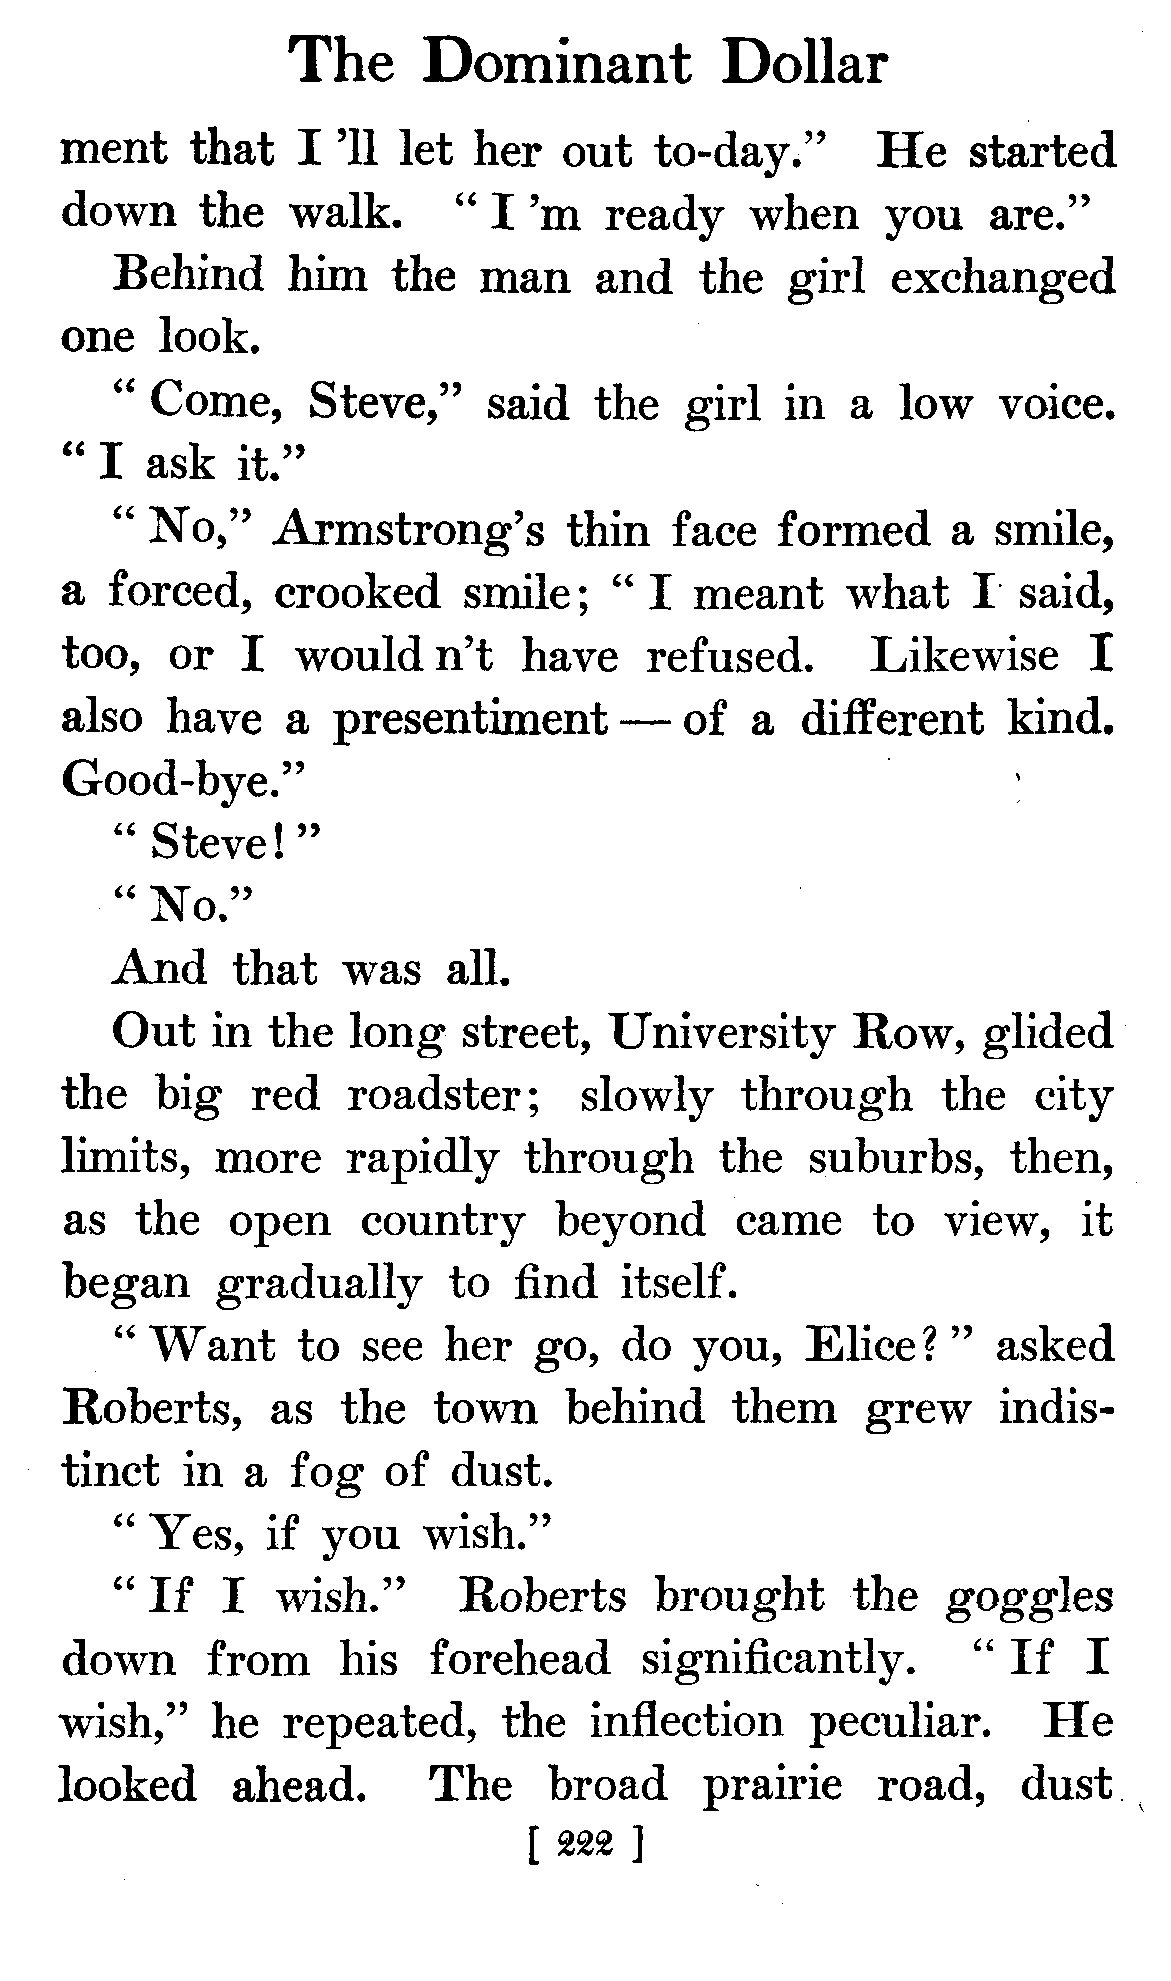 The Dominant Dollar
ment that I 'll let her out to-day." He started
down the walk. "I 'm ready when you are."
Behind him the man and the girl exchanged
one look.
"Come, Steve," said the girl in a low voice.
"I ask it."
"No," Armstrong's thin face formed a smile,
a forced, crooked smile; "I meant what I said,
too, or I would n't have refused. Likewise I
also have a presentiment — of a different kind.
Good-bye."
"Steve!"
"No."
And that was all.
Out in the long street, University Row, glided
the big red roadster; slowly through the city
limits, more rapidly through the suburbs, then,
as the open country beyond came to view, it
began gradually to find itself.
"Want to see her go, do you, Elice?" asked
Roberts, as the town behind them grew indis-
tinct in a fog of dust.
"Yes, if you wish."
"If I wish." Roberts brought the goggles
down from his forehead significantly. "If I
wish," he repeated, the inflection peculiar. He
looked ahead. The broad prairie road, dust
[ 222 ]